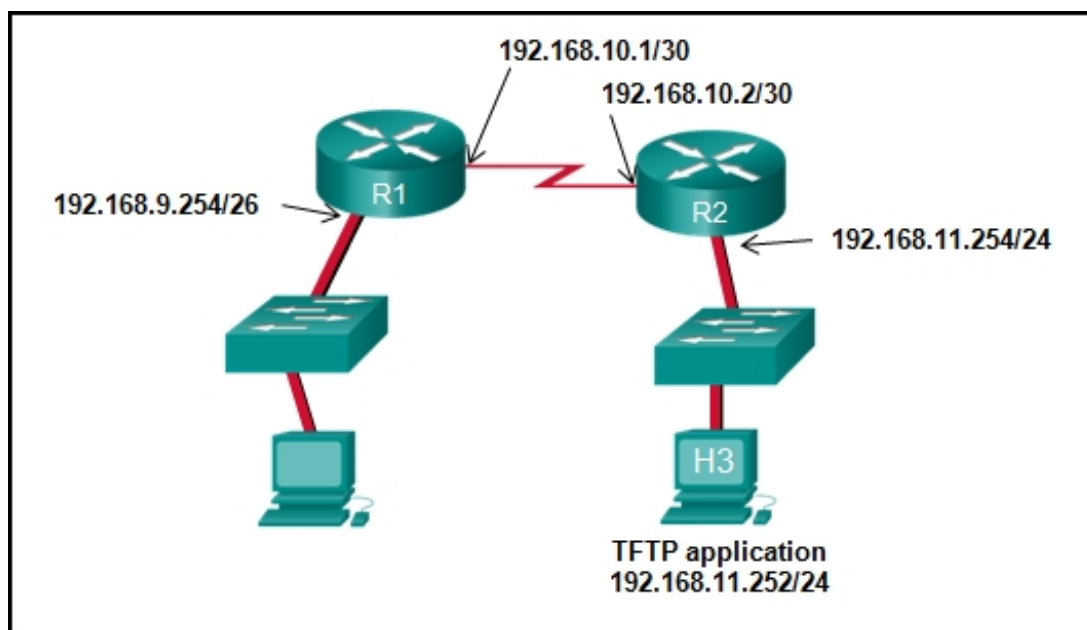 192.168.10.1/30
192.168.10.2/30
R1
R2
192.168.9.254/26
192.168.11.254/24
H3
TFTP application
192.168.11.252/24